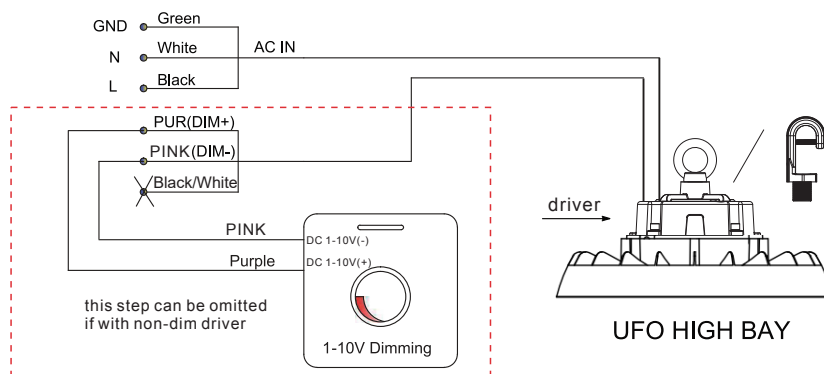 GND Green
N White AC IN
L Black
PUR(DIM+)
PINK(DIM-)
Black/White
PINK
DC 1-10V(-)
Purple
DC 1-10V(+)
this step can be omitted
if with non-dim driver
1-10V Dimming
driver
UFO HIGH BAY